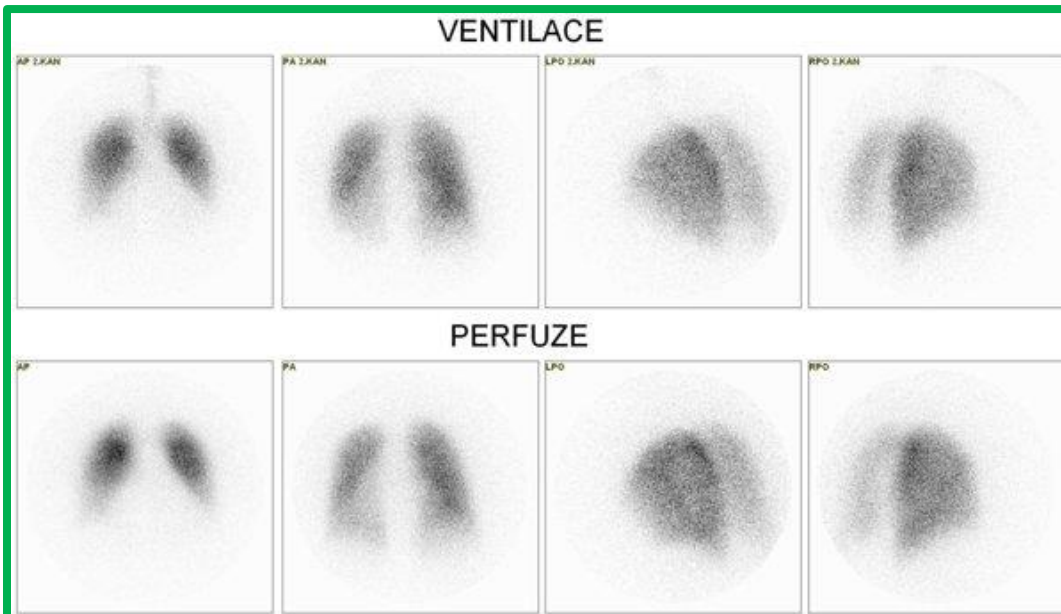 VENTILACE
AP 2.KAN
PA 2.KAN
LPO 2.KAN
RPO 2.KAN
PERFUZE
AP
PA
LPO
RPO